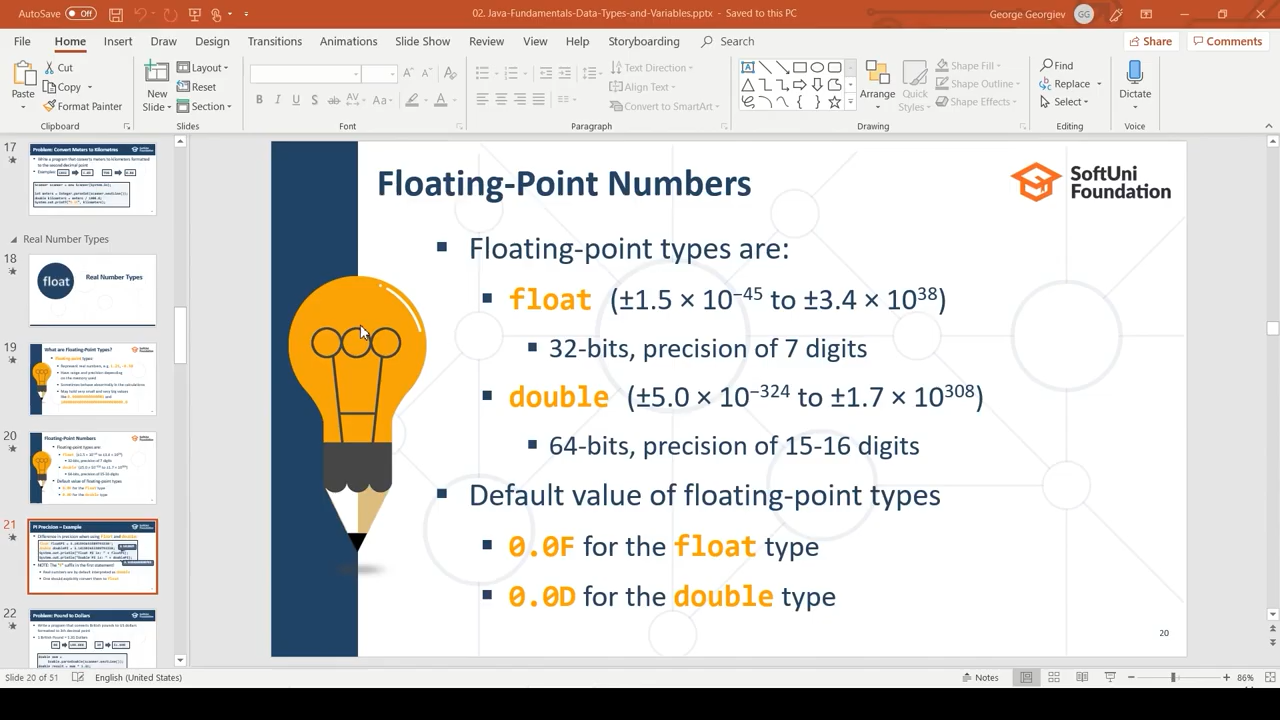 AutoSave Off
02. Java-Fundamentals-Data-Types-and-Variables.pptx - Saved to this PC
George Georgiev GG
File Home Insert Draw Design Transitions Animations Slide Show Review View Help Storyboarding Search Share Comments
Paste
Cut
Copy
Format Painter
Clipboard
New Slide
Layout
Reset
Section
Slides
Font
Text Direction
Align Text
Convert to SmartArt
Paragraph
Arrange
Quick Styles
Shape Fill
Shape Outline
Shape Effects
Drawing
Find
Replace
Select
Editing
Dictate
Voice
17
Problem: Convert Meters to Kilometres
Real Number Types
18
float
Real Number Types
19
What are Floating-Point Types?
20
Floating-Point Numbers
21
PI Precision – Example
22
Problem: Pound to Dollars
Floating-Point Numbers
SoftUni
Foundation
Floating-point types are:
float (±1.5 × 10−45 to ±3.4 × 1038)
32-bits, precision of 7 digits
double (±5.0 × 10−324 to ±1.7 × 10308)
64-bits, precision of 15-16 digits
Default value of floating-point types
0.0F for the float type
0.0D for the double type
20
Slide 20 of 51 English (United States) Notes 86%